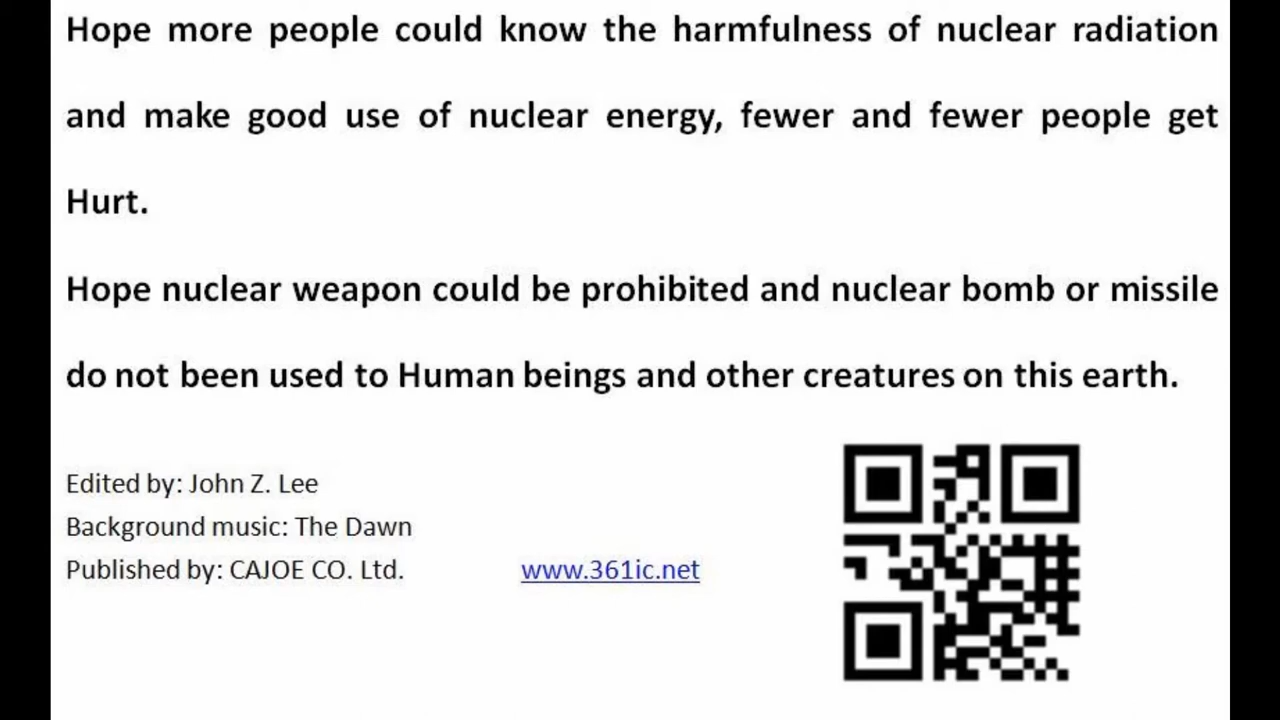 Hope more people could know the harmfulness of nuclear radiation
and make good use of nuclear energy, fewer and fewer people get
Hurt.
Hope nuclear weapon could be prohibited and nuclear bomb or missile
do not been used to Human beings and other creatures on this earth.
Edited by: John Z. Lee
Background music: The Dawn
Published by: CAJOE CO. Ltd. www.361ic.net